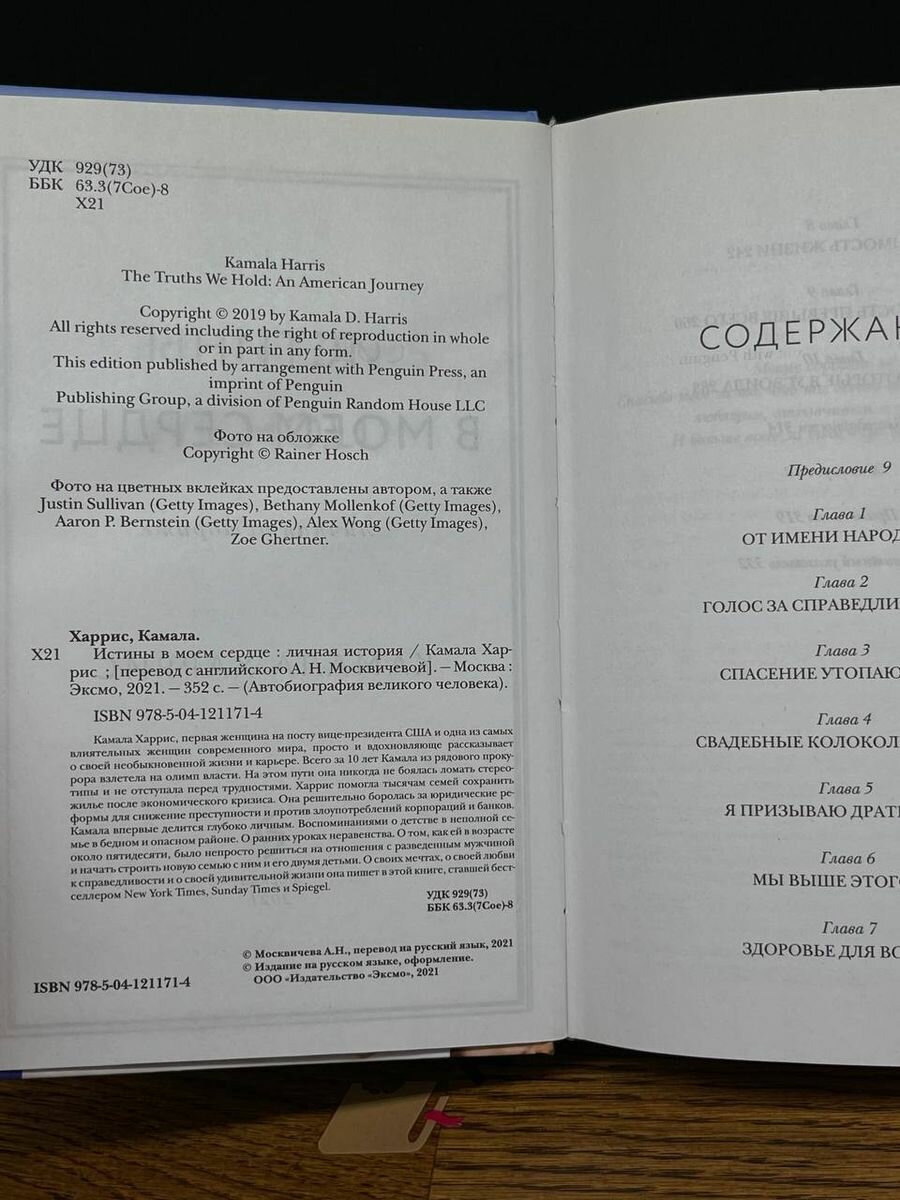 УДК 929(73)
ББК 63.3(7Сое)-8
Х21
Kamala Harris
The Truths We Hold: An American Journey
Copyright © 2019 by Kamala D. Harris
All rights reserved including the right of reproduction in whole
or in part in any form.
This edition published by arrangement with Penguin Press, an
imprint of Penguin
Publishing Group, a division of Penguin Random House LLC
Фото на обложке
Copyright © Rainer Hosch
Фото на цветных вклейках предоставлены автором, а также
Justin Sullivan (Getty Images), Bethany Mollenkof (Getty Images),
Aaron P. Bernstein (Getty Images), Alex Wong (Getty Images),
Zoe Ghertner.
Харрис, Камала.
Х21 Истины в моем сердце : личная история / Камала Хар-
рис ; [перевод с английского А. Н. Москвичевой]. — Москва :
Эксмо, 2021. — 352 с. — (Автобиография великого человека).
ISBN 978-5-04-121171-4
Камала Харрис, первая женщина на посту вице-президента США и одна из самых
влиятельных женщин современного мира, просто и вдохновляюще рассказывает
о своей необыкновенной жизни и карьере. Всего за 10 лет Камала из рядового проку-
рора взлетела на олимп власти. На этом пути она никогда не боялась ломать стерео-
типы и не отступала перед трудностями. Харрис помогла тысячам семей сохранить
жилье после экономического кризиса. Она решительно боролась за юридические ре-
формы для снижение преступности и против злоупотреблений корпораций и банков.
Камала впервые делится глубоко личным. Воспоминаниями о детстве в неполной се-
мье в бедном и опасном районе. О ранних уроках неравенства. О том, как ей в возрасте
около пятидесяти, было непросто решиться на отношения с разведенным мужчиной
и начать строить новую семью с ним и его двумя детьми. О своих мечтах, о своей любви
к справедливости и о своей удивительной жизни она пишет в этой книге, ставшей бест-
селлером New York Times, Sunday Times и Spiegel.
УДК 929(73)
ББК 63.3(7Сое)-8
© Москвичева А.Н., перевод на русский язык, 2021
© Издание на русском языке, оформление.
ООО «Издательство «Эксмо», 2021
ISBN 978-5-04-121171-4
СОДЕРЖАН
Предисловие 9
Глава 1
ОТ ИМЕНИ НАРОД
Глава 2
ГОЛОС ЗА СПРАВЕДЛИ
Глава 3
СПАСЕНИЕ УТОПАЮ
Глава 4
СВАДЕБНЫЕ КОЛОКОЛ
Глава 5
Я ПРИЗЫВАЮ ДРАТ
Глава 6
МЫ ВЫШЕ ЭТОГ
Глава 7
ЗДОРОВЬЕ ДЛЯ ВС